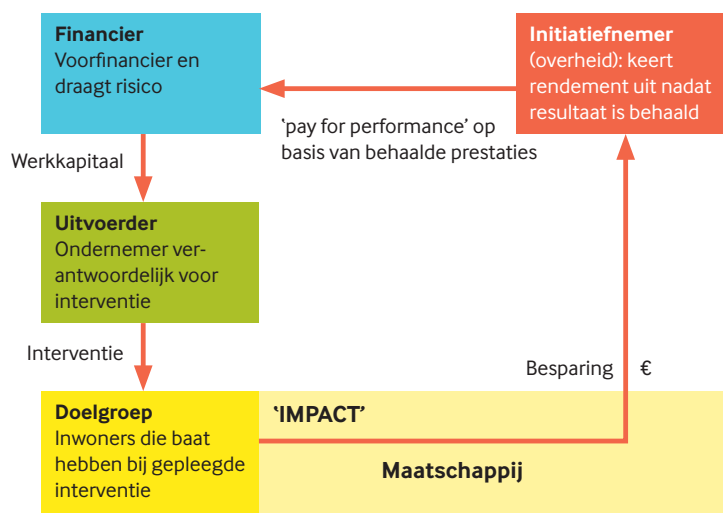 Financier
Voorfinancier en
draagt risico
Initiatiefnemer
(overheid): keert
rendement uit nadat
resultaat is behaald
‘pay for performance’ op
basis van behaalde prestaties
Werkkapitaal
Uitvoerder
Ondernemer ver-
antwoordelijk voor
interventie
Interventie
Besparing €
Doelgroep
Inwoners die baat
hebben bij gepleegde
interventie
‘IMPACT’
Maatschappij